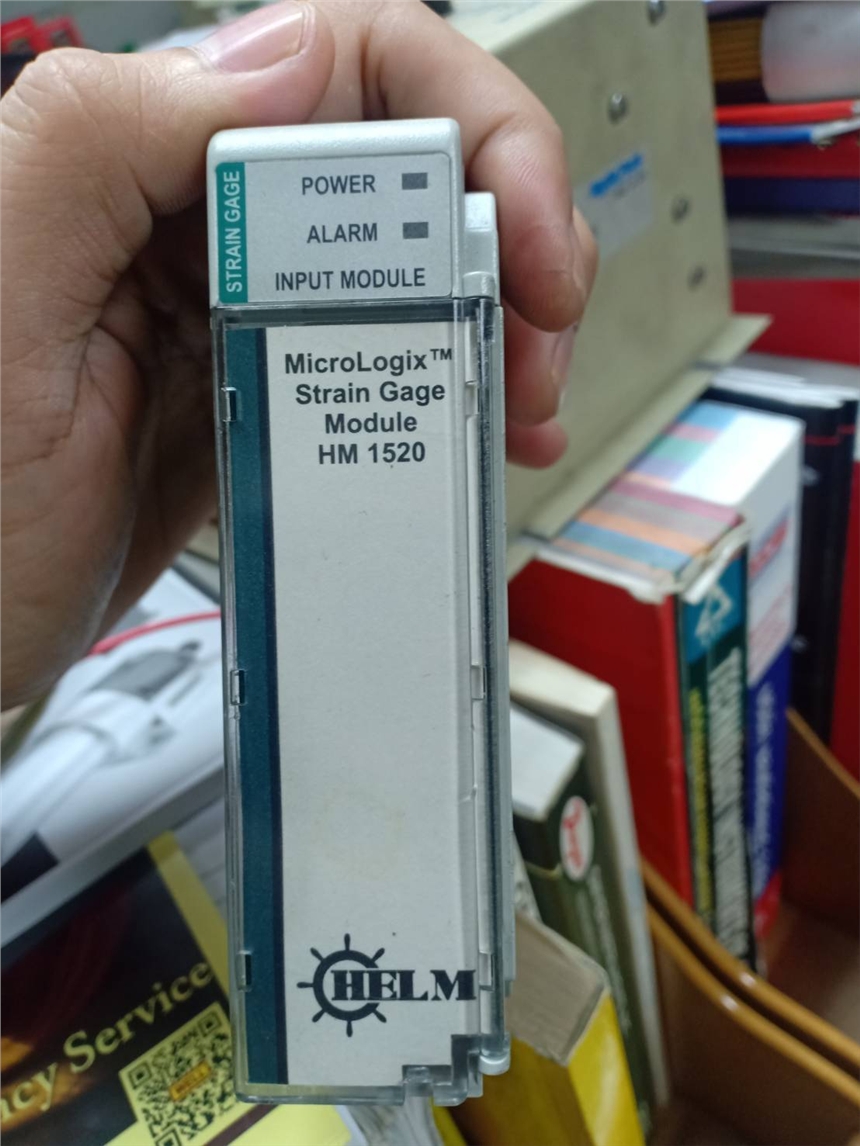 STRAIN GAGE
POWER
ALARM
INPUT MODULE
MicroLogix™
Strain Gage
Module
HM 1520
HELM
ncy Service